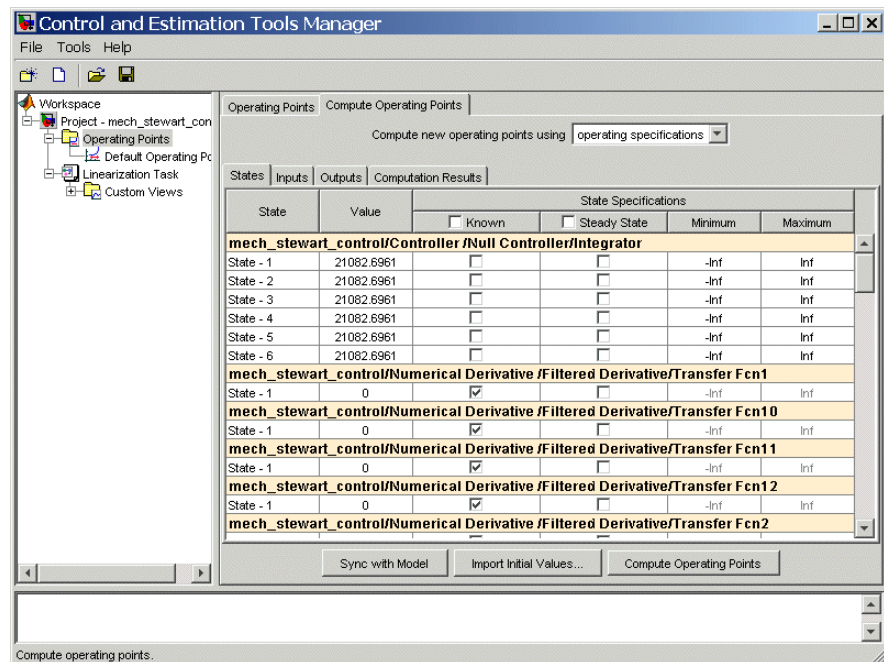 Control and Estimation Tools Manager
File Tools Help
Workspace
Project - mech_stewart_con
Operating Points
Default Operating Po
Linearization Task
Custom Views
Operating Points Compute Operating Points
Compute new operating points using operating specifications
States Inputs Outputs Computation Results
State Value State Specifications
Known Steady State Minimum Maximum
mech_stewart_control/Controller /Null Controller/Integrator
State - 1 21082.6961 -Inf Inf
State - 2 21082.6961 -Inf Inf
State - 3 21082.6961 -Inf Inf
State - 4 21082.6961 -Inf Inf
State - 5 21082.6961 -Inf Inf
State - 6 21082.6961 -Inf Inf
mech_stewart_control/Numerical Derivative /Filtered Derivative/Transfer Fcn1
State - 1 0 -Inf Inf
mech_stewart_control/Numerical Derivative /Filtered Derivative/Transfer Fcn10
State - 1 0 -Inf Inf
mech_stewart_control/Numerical Derivative /Filtered Derivative/Transfer Fcn11
State - 1 0 -Inf Inf
mech_stewart_control/Numerical Derivative /Filtered Derivative/Transfer Fcn12
State - 1 0 -Inf Inf
mech_stewart_control/Numerical Derivative /Filtered Derivative/Transfer Fcn2
Sync with Model Import Initial Values... Compute Operating Points
Compute operating points.